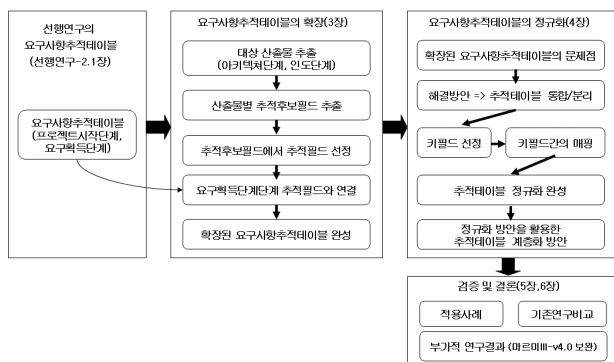 선행연구의
요구사항추적테이블
(선행연구-2.1장)
요구사항추적테이블
(프로젝트시작단계,
요구획득단계)
요구사항추적테이블의 확장(3장)
대상 산출물 추출
(아키텍쳐단계, 인도단계)
산출물별 추적후보필드 추출
추적후보필드에서 추적필드 선정
요구획득단계단계 추적필드와 연결
확장된 요구사항추적테이블 완성
요구사항추적테이블의 정규화(4장)
확장된 요구사항추적테이블의 문제점
해결방안 => 추적테이블 통합/분리
키필드 선정
키필드간의 매핑
추적테이블 정규화 완성
정규화 방안을 활용한
추적테이블 계층화 방안
검증 및 결론(5장,6장)
적용사례
기존연구비교
부가적 연구결과 (마르미III-v4.0 보완)